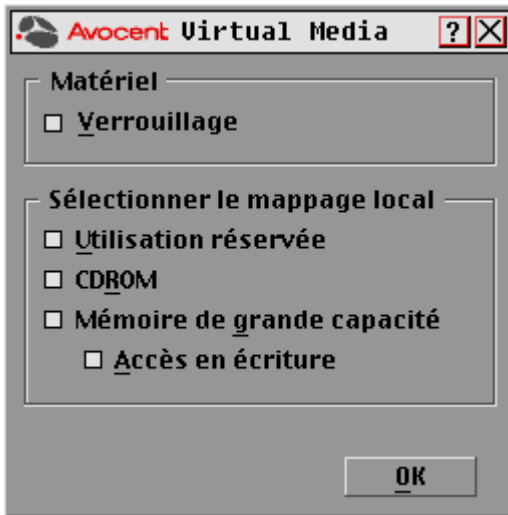 Avocent Virtual Media ? X
Matériel
Verrouillage
Sélectionner le mappage local
Utilisation réservée
CDROM
Mémoire de grande capacité
Accès en écriture
OK